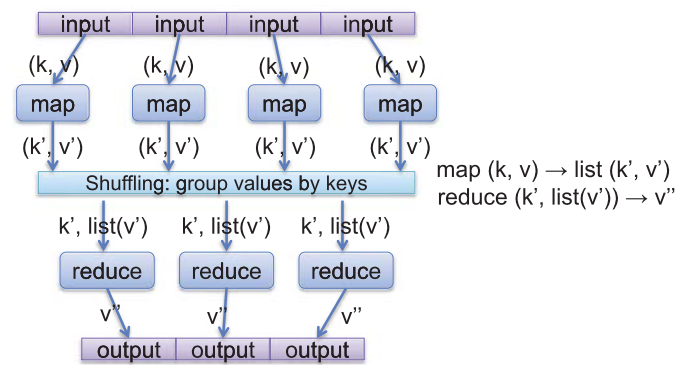 input input input input
(k, v) (k, v) (k, v) (k, v)
map map map map
(k’, v’) (k’, v’) (k’, v’) (k’, v’)
Shuffling: group values by keys
map (k, v) → list (k’, v’)
reduce (k’, list(v’)) → v’’
k’, list(v’) k’, list(v’) k’, list(v’)
reduce reduce reduce
v’’ v’’ v’’
output output output